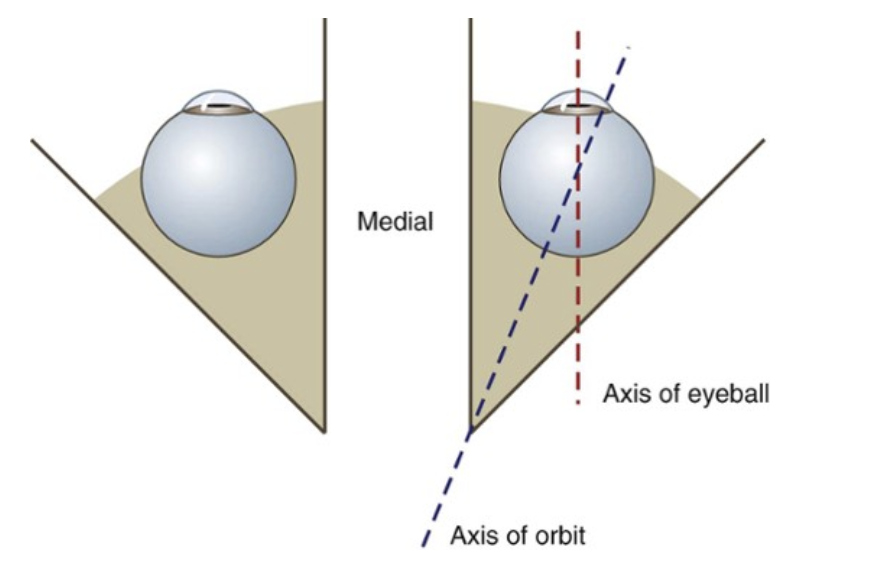 Medial
Axis of eyeball
Axis of orbit